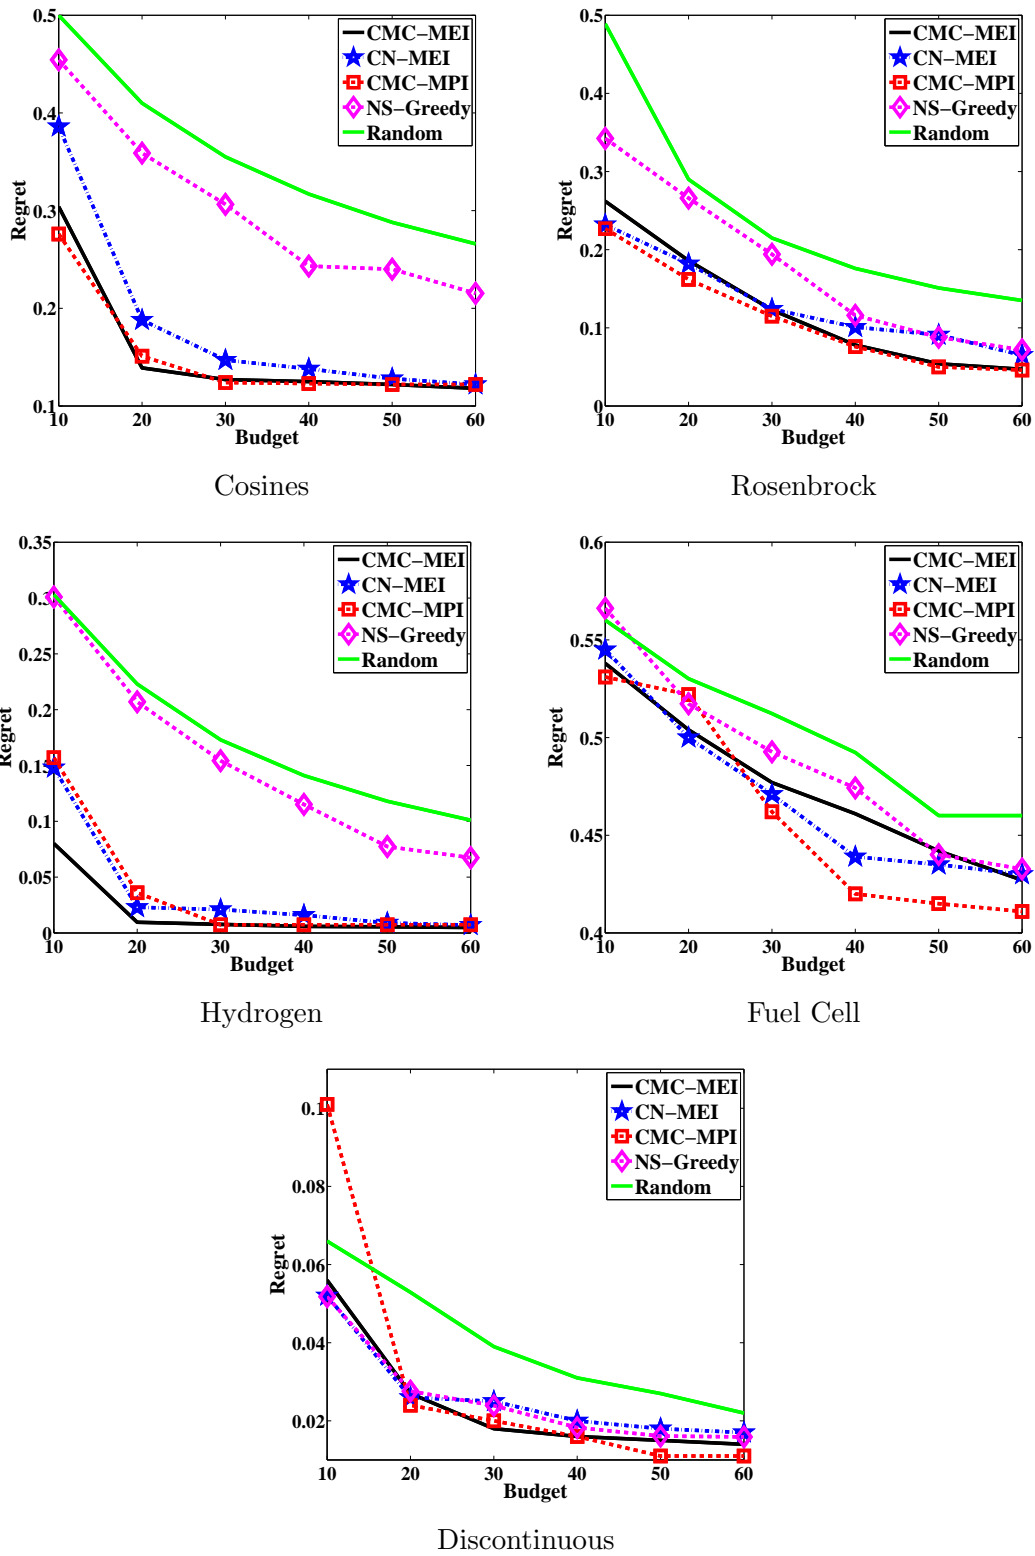 0.5
0.4
0.3
0.2
0.1
Regret
10 20 30 40 50 60
Budget
CMC−MEI
CN−MEI
CMC−MPI
NS−Greedy
Random
Cosines
0.5
0.4
0.3
0.2
0.1
0
Regret
10 20 30 40 50 60
Budget
CMC−MEI
CN−MEI
CMC−MPI
NS−Greedy
Random
Rosenbrock
0.35
0.3
0.25
0.2
0.15
0.1
0.05
0
Regret
10 20 30 40 50 60
Budget
CMC−MEI
CN−MEI
CMC−MPI
NS−Greedy
Random
Hydrogen
0.6
0.55
0.5
0.45
0.4
Regret
10 20 30 40 50 60
Budget
CMC−MEI
CN−MEI
CMC−MPI
NS−Greedy
Random
Fuel Cell
0.1
0.08
0.06
0.04
0.02
Regret
10 20 30 40 50 60
Budget
CMC−MEI
CN−MEI
CMC−MPI
NS−Greedy
Random
Discontinuous